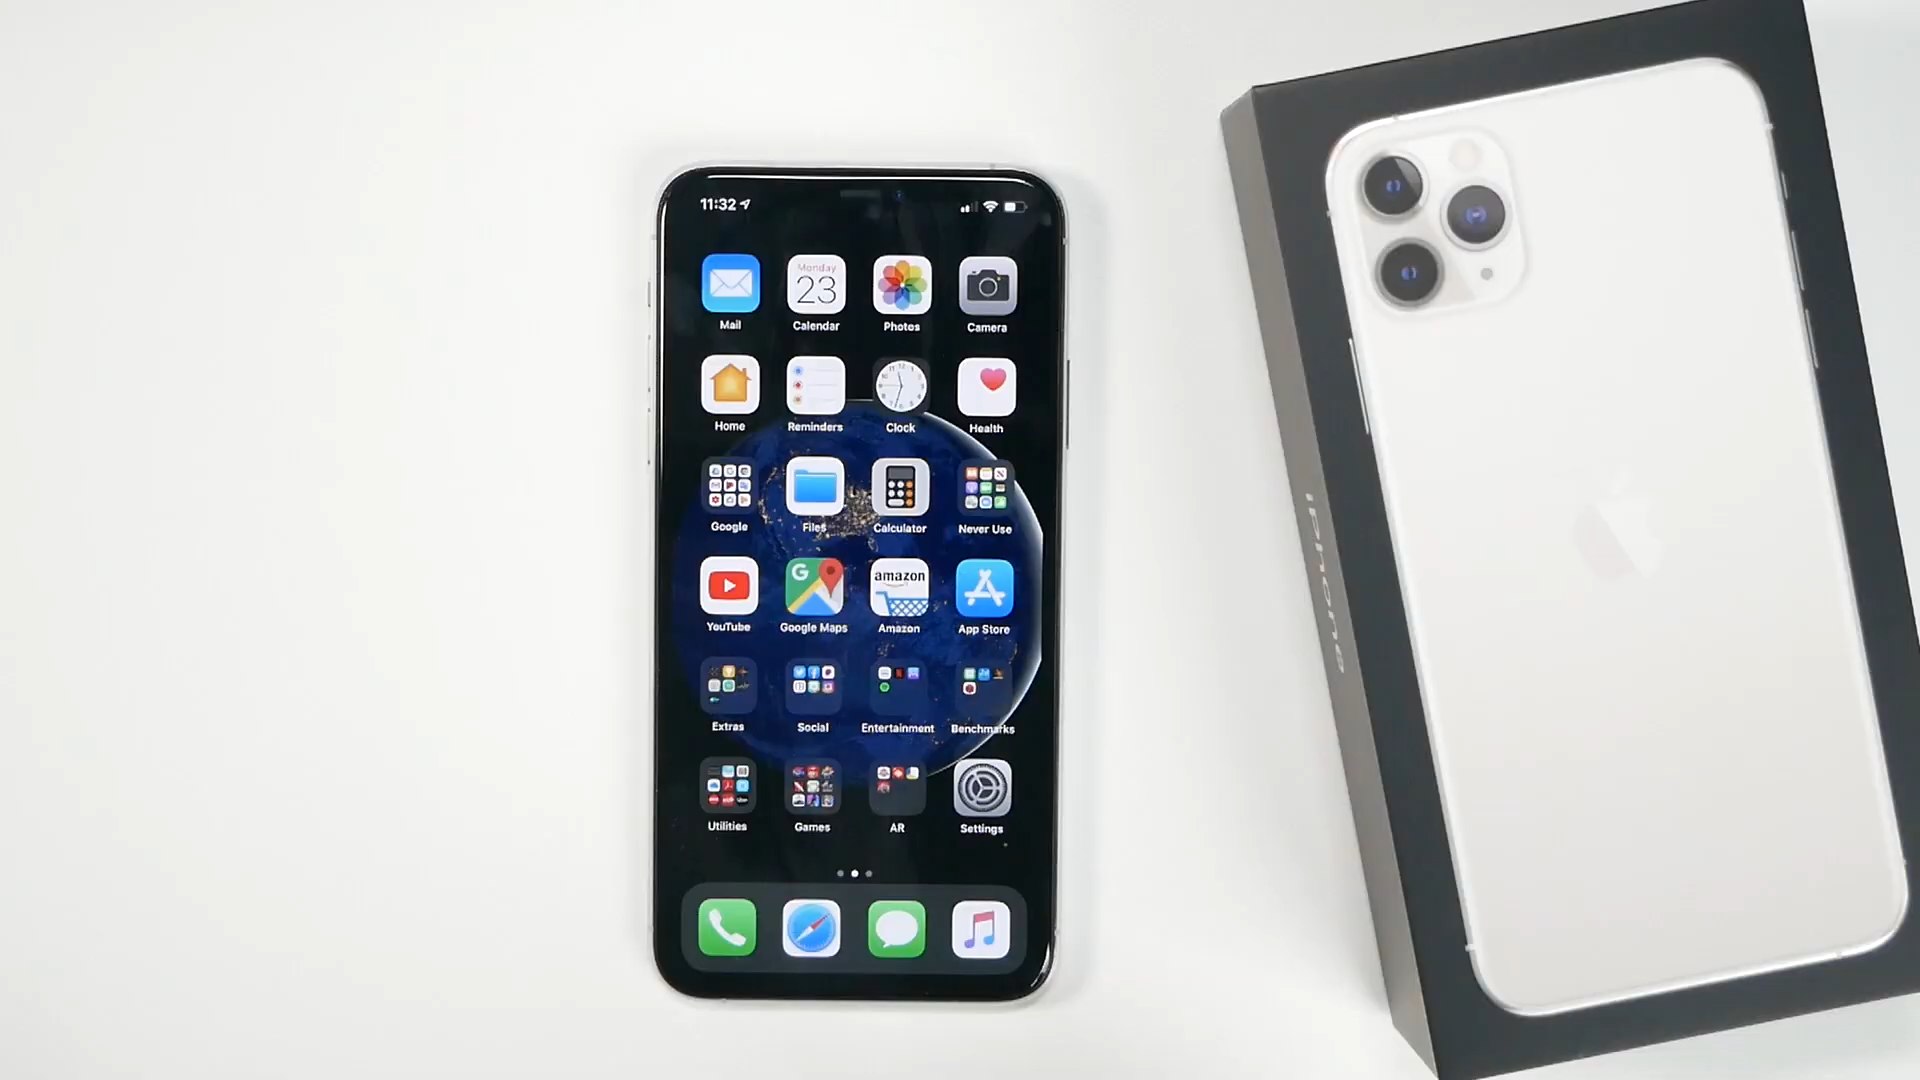 11:32
Monday
23
Mail Calendar Photos Camera
Home Reminders Clock Health
Google Files Calculator Never Use
G
amazon
YouTube Google Maps Amazon App Store
Extras Social Entertainment Benchmarks
Utilities Games AR Settings
iPhone